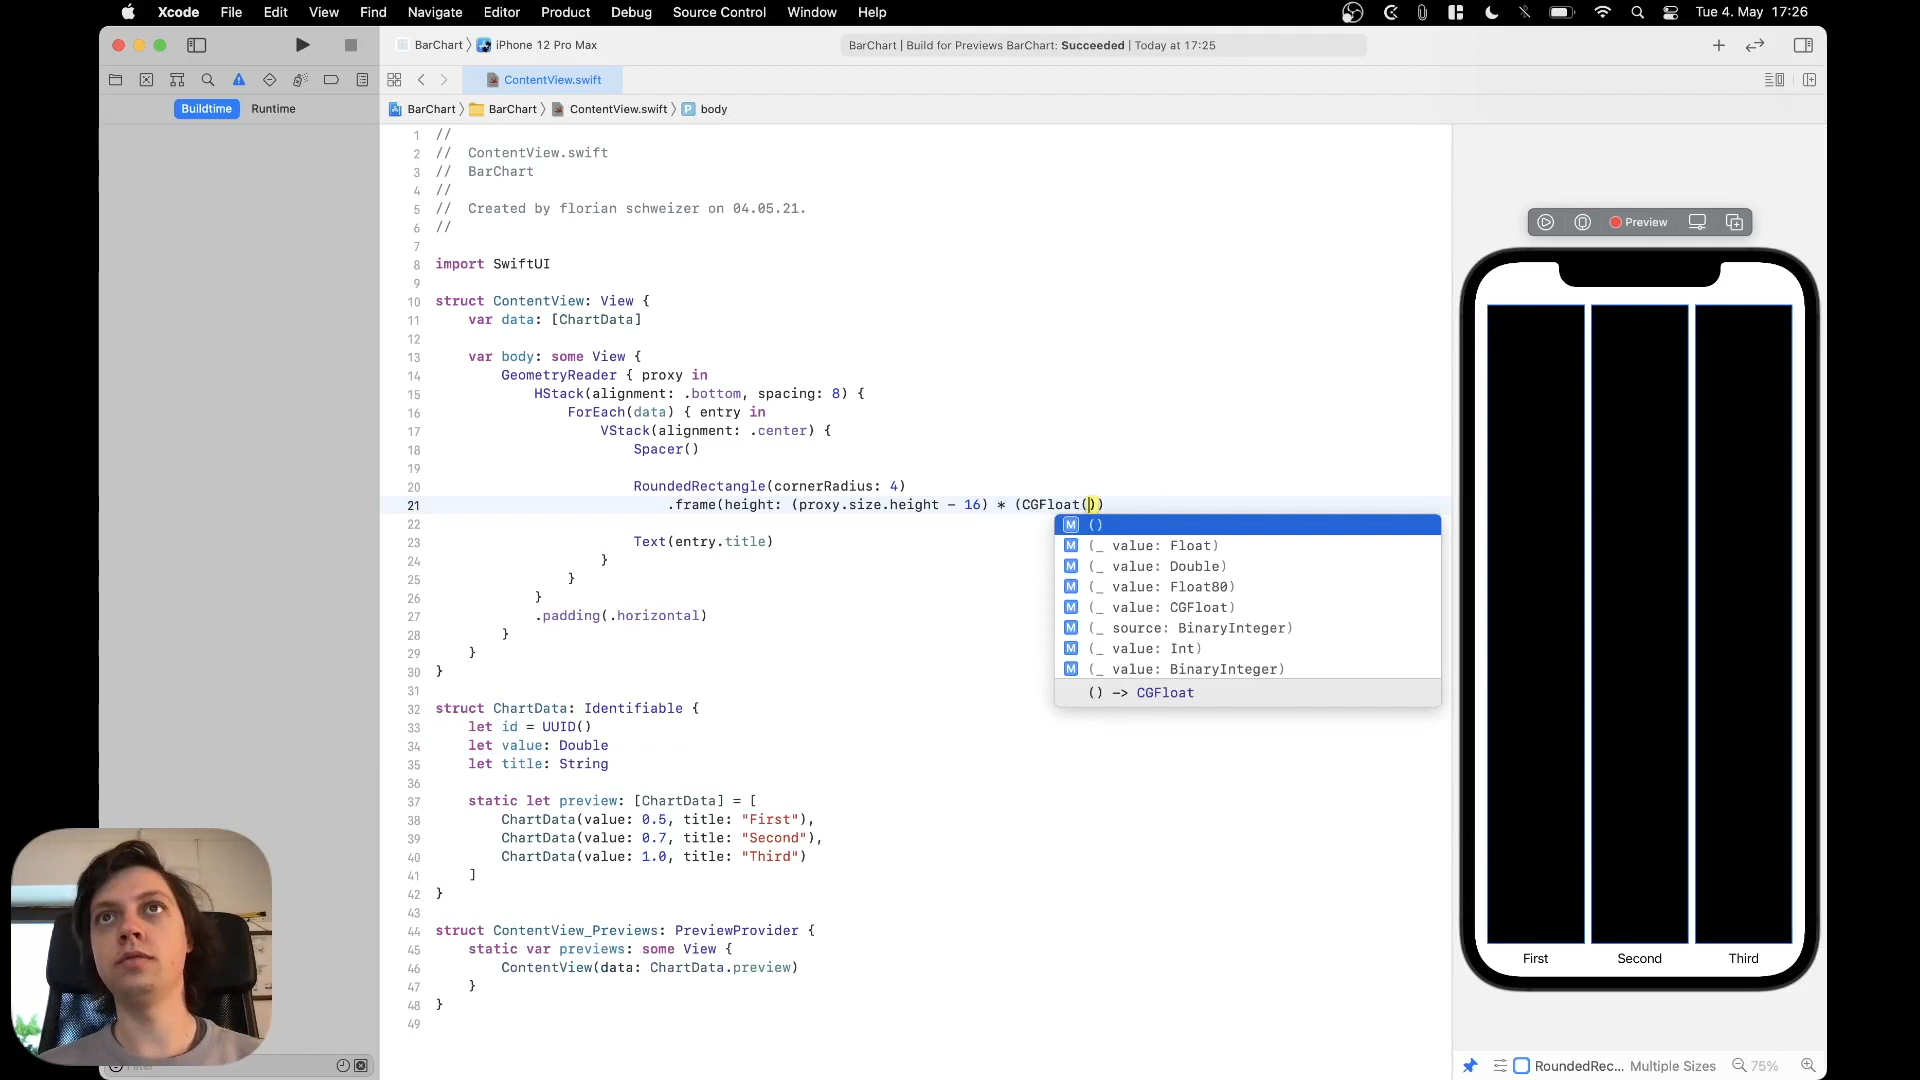 Xcode File Edit View Find Navigate Editor Product Debug Source Control Window Help Tue 4. May 17:26
BarChart iPhone 12 Pro Max BarChart | Build for Previews BarChart: Succeeded | Today at 17:25
ContentView.swift
Buildtime Runtime
BarChart BarChart ContentView.swift P body
1 //
2 // ContentView.swift
3 // BarChart
4 //
5 // Created by florian schweizer on 04.05.21.
6 //
7
8 import SwiftUI
9
10 struct ContentView: View {
11 var data: [ChartData]
12
13 var body: some View {
14 GeometryReader { proxy in
15 HStack(alignment: .bottom, spacing: 8) {
16 ForEach(data) { entry in
17 VStack(alignment: .center) {
18 Spacer()
19
20 RoundedRectangle(cornerRadius: 4)
21 .frame(height: (proxy.size.height - 16) * (CGFloat())
22
23 Text(entry.title)
24 }
25 }
26 }
27 .padding(.horizontal)
28 }
29 }
30 }
31
32 struct ChartData: Identifiable {
33 let id = UUID()
34 let value: Double
35 let title: String
36
37 static let preview: [ChartData] = [
38 ChartData(value: 0.5, title: "First"),
39 ChartData(value: 0.7, title: "Second"),
40 ChartData(value: 1.0, title: "Third")
41 ]
42 }
43
44 struct ContentView_Previews: PreviewProvider {
45 static var previews: some View {
46 ContentView(data: ChartData.preview)
47 }
48 }
49
M ()
M (_ value: Float)
M (_ value: Double)
M (_ value: Float80)
M (_ value: CGFloat)
M (_ source: BinaryInteger)
M (_ value: Int)
M (_ value: BinaryInteger)
() -> CGFloat
Preview
First Second Third
Filter
RoundedRec... Multiple Sizes 75%